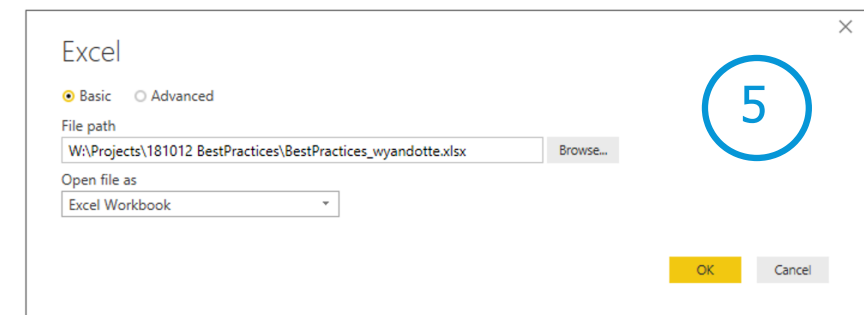 Excel
Basic Advanced
File path
W:\Projects\181012 BestPractices\BestPractices_wyandotte.xlsx Browse...
Open file as
Excel Workbook
OK Cancel
5